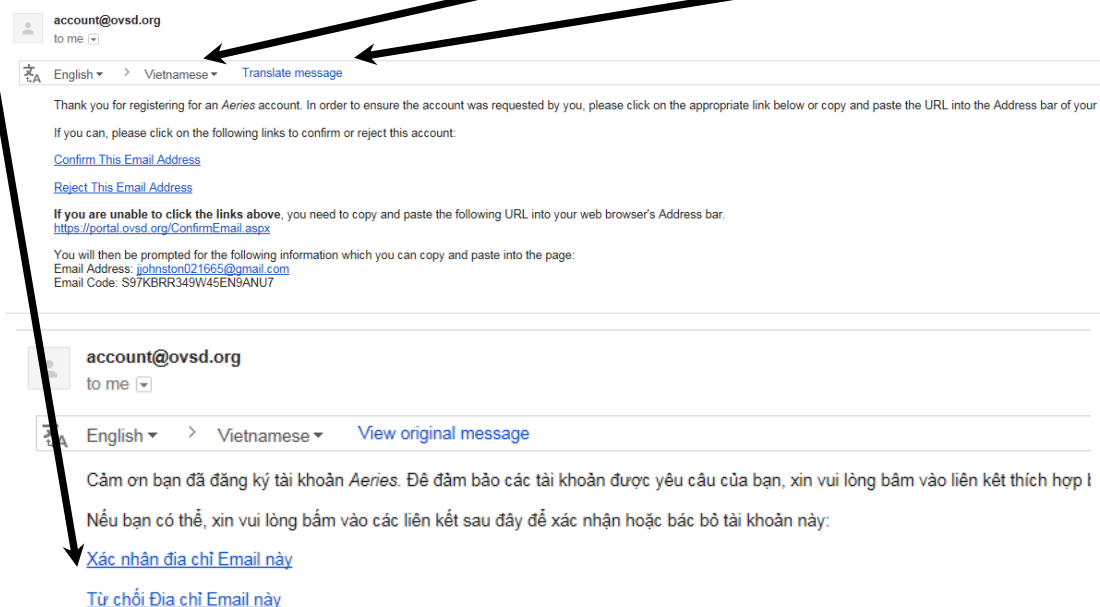 account@ovsd.org
to me
English > Vietnamese Translate message
Thank you for registering for an Aeries account. In order to ensure the account was requested by you, please click on the appropriate link below or copy and paste the URL into the Address bar of your
If you can, please click on the following links to confirm or reject this account:
Confirm This Email Address
Reject This Email Address
If you are unable to click the links above, you need to copy and paste the following URL into your web browser's Address bar.
https://portal.ovsd.org/ConfirmEmail.aspx
You will then be prompted for the following information which you can copy and paste into the page:
Email Address: jjohnston021665@gmail.com
Email Code: S97KBRR349W45EN9ANU7
account@ovsd.org
to me
English > Vietnamese View original message
Cảm ơn bạn đã đăng ký tài khoản Aeries. Để đảm bảo các tài khoản được yêu cầu của bạn, xin vui lòng bấm vào liên kết thích hợp
Nếu bạn có thể, xin vui lòng bấm vào các liên kết sau đây để xác nhận hoặc bác bỏ tài khoản này:
Xác nhận địa chỉ Email này
Từ chối Địa chỉ Email này